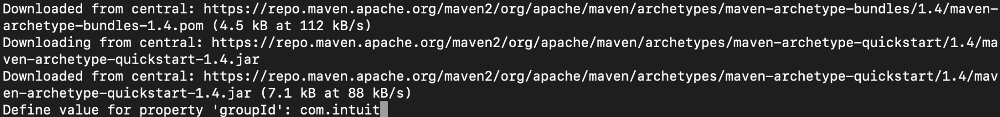 Downloaded from central: https://repo.maven.apache.org/maven2/org/apache/maven/archetypes/maven-archetype-bundles/1.4/maven-
archetype-bundles-1.4.pom (4.5 kB at 112 kB/s)
Downloading from central: https://repo.maven.apache.org/maven2/org/apache/maven/archetypes/maven-archetype-quickstart/1.4/ma
ven-archetype-quickstart-1.4.jar
Downloaded from central: https://repo.maven.apache.org/maven2/org/apache/maven/archetypes/maven-archetype-quickstart/1.4/mav
en-archetype-quickstart-1.4.jar (7.1 kB at 88 kB/s)
Define value for property 'groupId': com.intuit